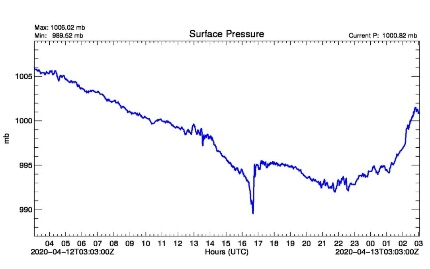 Max: 1006.02 mb
Min: 989.62 mb
Surface Pressure
Current P: 1000.82 mb
1005
1000
mb
995
990
04 05 06 07 08 09 10 11 12 13 14 15 16 17 18 19 20 21 22 23 00 01 02 03
2020-04-12T03:03:00Z
Hours (UTC)
2020-04-13T03:03:00Z